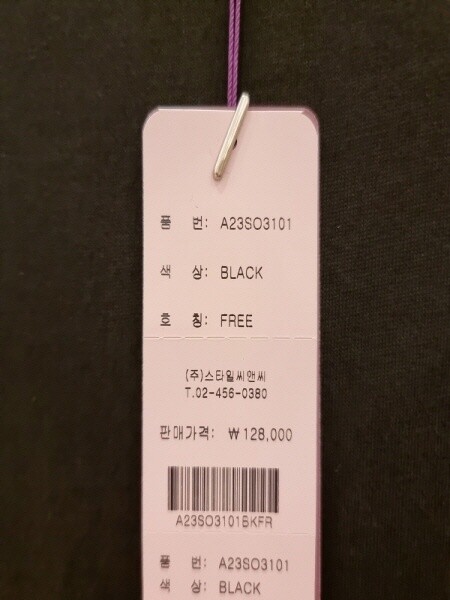 품 번: A23SO3101
색 상: BLACK
호 칭: FREE
(주)스타일씨앤씨
T.02-456-0380
판매가격: ₩128,000
A23SO3101BKFR
품 번: A23SO3101
색 상: BLACK